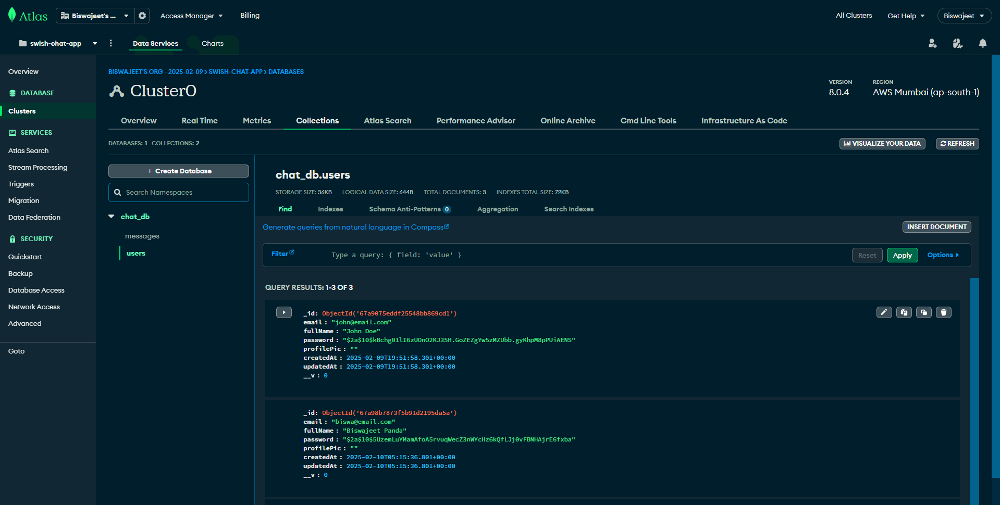 Atlas
Biswajeet's ...
Access Manager
Billing
All Clusters
Get Help
Biswajeet
swish-chat-app
Data Services
Charts
Overview
DATABASE
Clusters
SERVICES
Atlas Search
Stream Processing
Triggers
Migration
Data Federation
SECURITY
Quickstart
Backup
Database Access
Network Access
Advanced
Goto
BISWAJEET'S ORG - 2025-02-09 > SWISH-CHAT-APP > DATABASES
Cluster0
VERSION
8.0.4
REGION
AWS Mumbai (ap-south-1)
Overview
Real Time
Metrics
Collections
Atlas Search
Performance Advisor
Online Archive
Cmd Line Tools
Infrastructure As Code
DATABASES: 1 COLLECTIONS: 2
VISUALIZE YOUR DATA
REFRESH
+ Create Database
Search Namespaces
chat_db
messages
users
chat_db.users
STORAGE SIZE: 36KB LOGICAL DATA SIZE: 644B TOTAL DOCUMENTS: 3 INDEXES TOTAL SIZE: 72KB
Find
Indexes
Schema Anti-Patterns 0
Aggregation
Search Indexes
Generate queries from natural language in Compass
INSERT DOCUMENT
Filter
Type a query: { field: 'value' }
Reset
Apply
Options
QUERY RESULTS: 1-3 OF 3
_id: ObjectId('67a9075eddf25548bb869cd1')
email : "john@email.com"
fullName : "John Doe"
password : "$2a$10$kBchg01lI6zUOnO2KJ35H.GoZEZgYw5zMZUbb.gyKhpM8pPUiAENS"
profilePic : ""
createdAt : 2025-02-09T19:51:58.301+00:00
updatedAt : 2025-02-09T19:51:58.301+00:00
__v : 0
_id: ObjectId('67a98b7873f5b91d2195da5a')
email : "biswa@email.com"
fullName : "Biswajeet Panda"
password : "$2a$10$5UzemLuYMamAfoA5rvuqWecZ3nWYcHz6kQfLJj0vFBNHAjrE6fxba"
profilePic : ""
createdAt : 2025-02-10T05:15:36.801+00:00
updatedAt : 2025-02-10T05:15:36.801+00:00
__v : 0